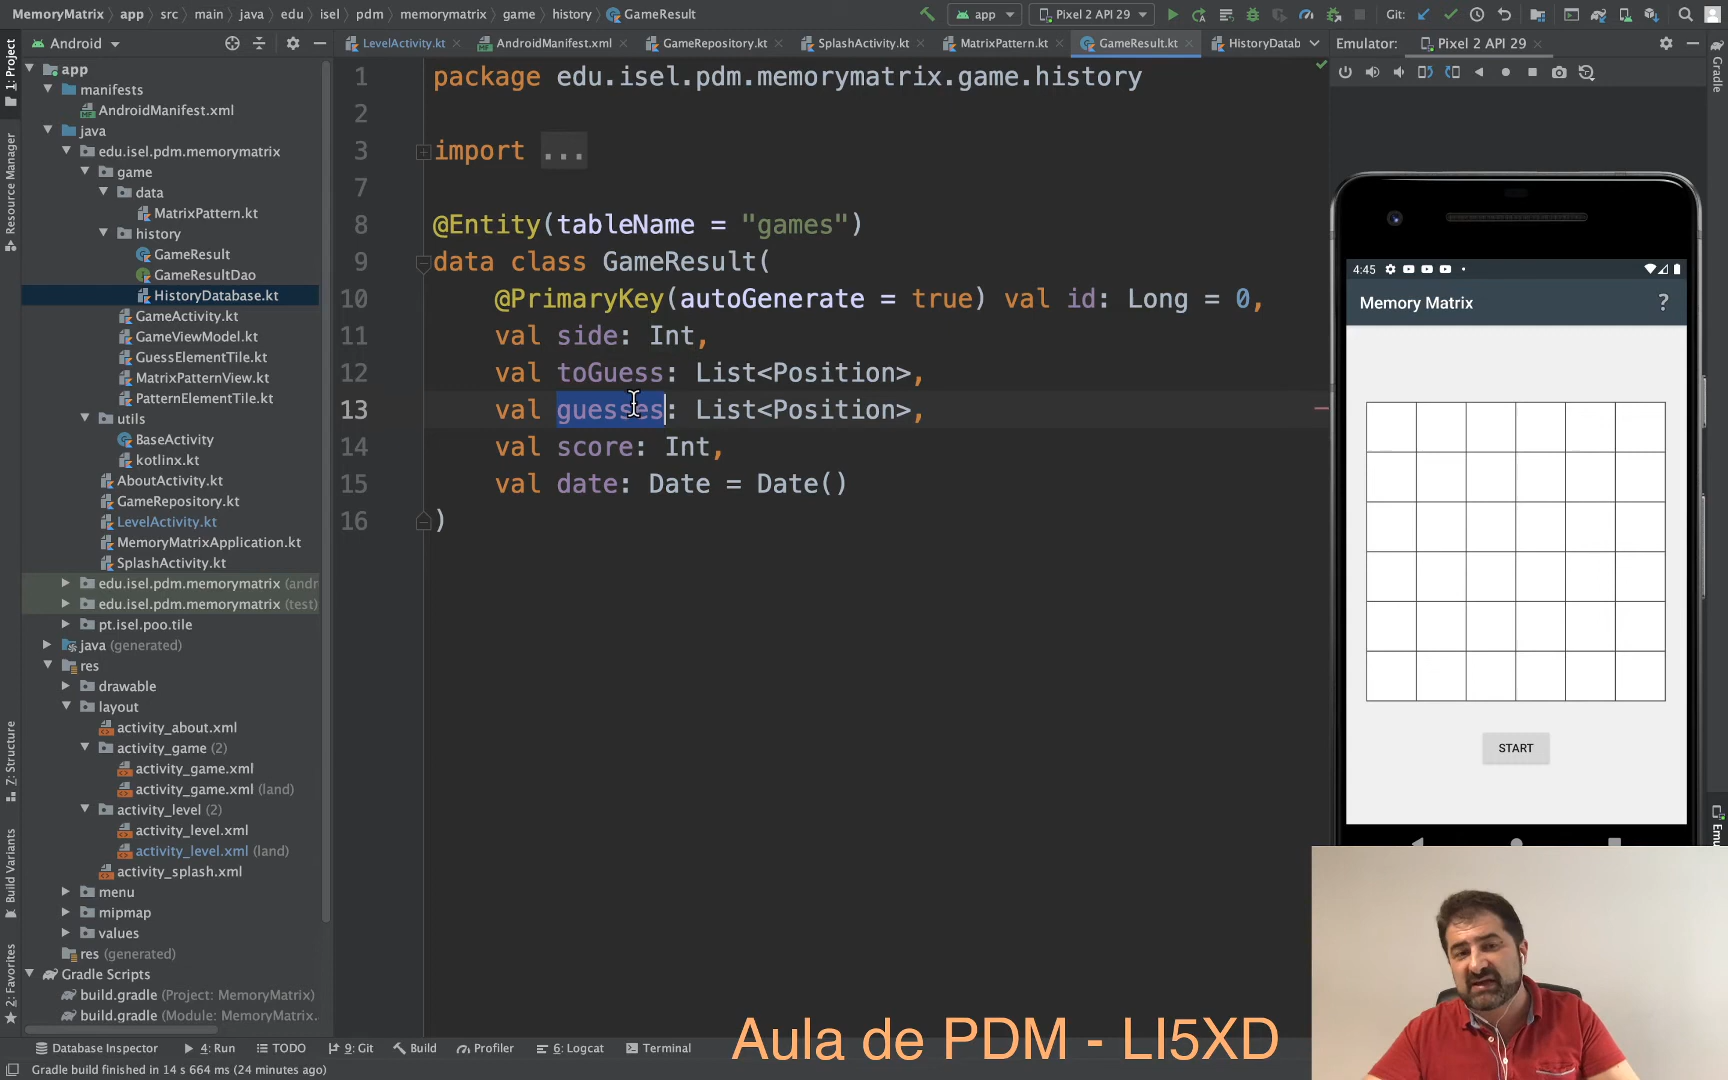 MemoryMatrix app src main java edu isel pdm memorymatrix game history GameResult
app Pixel 2 API 29 Git:
Android
LevelActivity.kt AndroidManifest.xml GameRepository.kt SplashActivity.kt MatrixPattern.kt GameResult.kt HistoryDatab
Emulator: Pixel 2 API 29
1: Project
Resource Manager
Z: Structure
Build Variants
2: Favorites
Gradle
Emu
app
manifests
AndroidManifest.xml
java
edu.isel.pdm.memorymatrix
game
data
MatrixPattern.kt
history
GameResult
GameResultDao
HistoryDatabase.kt
GameActivity.kt
GameViewModel.kt
GuessElementTile.kt
MatrixPatternView.kt
PatternElementTile.kt
utils
BaseActivity
kotlinx.kt
AboutActivity.kt
GameRepository.kt
LevelActivity.kt
MemoryMatrixApplication.kt
SplashActivity.kt
edu.isel.pdm.memorymatrix (andr
edu.isel.pdm.memorymatrix (test)
pt.isel.poo.tile
java (generated)
res
drawable
layout
activity_about.xml
activity_game (2)
activity_game.xml
activity_game.xml (land)
activity_level (2)
activity_level.xml
activity_level.xml (land)
activity_splash.xml
menu
mipmap
values
res (generated)
Gradle Scripts
build.gradle (Project: MemoryMatrix)
build.gradle (Module: MemoryMatrix.
1 package edu.isel.pdm.memorymatrix.game.history
2
3 import ...
7
8 @Entity(tableName = "games")
9 data class GameResult(
10 @PrimaryKey(autoGenerate = true) val id: Long = 0,
11 val side: Int,
12 val toGuess: List<Position>,
13 val guesses: List<Position>,
14 val score: Int,
15 val date: Date = Date()
16 )
4:45
Memory Matrix ?
START
Aula de PDM - LI5XD
Database Inspector 4: Run TODO 9: Git Build Profiler 6: Logcat Terminal
Gradle build finished in 14 s 664 ms (24 minutes ago)